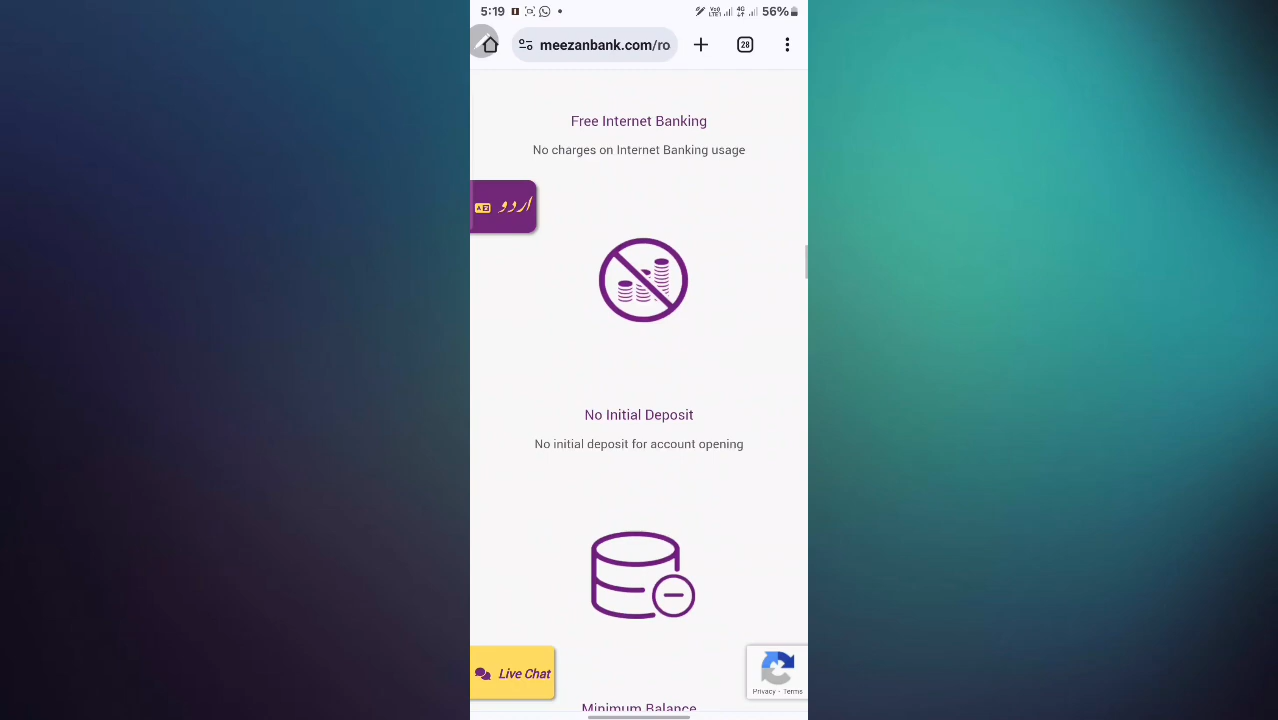 5:19
56%
meezanbank.com/ro
28
Free Internet Banking
No charges on Internet Banking usage
اردو
No Initial Deposit
No initial deposit for account opening
Live Chat
Privacy - Terms
Minimum Balance